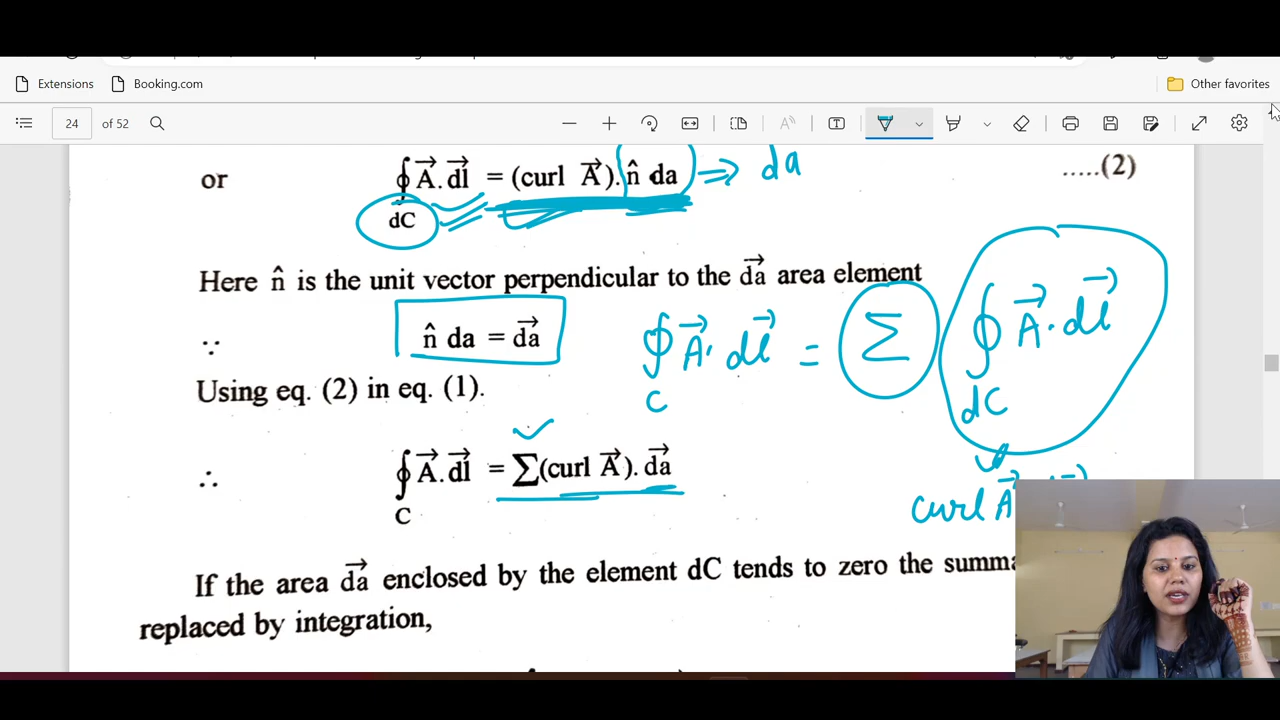 Extensions Booking.com Other favorites
24 of 52
or ∮ A⃗. dl⃗ = (curl A⃗). n̂ da ⇒ da .....(2)
dC
Here n̂ is the unit vector perpendicular to the da⃗ area element
∵ n̂ da = da⃗
∮ A⃗. dl⃗ = Σ ∮ A⃗. dl⃗
C dC
Using eq. (2) in eq. (1).
∴ ∮ A⃗. dl⃗ = Σ(curl A⃗). da⃗
C
curl A⃗
If the area da⃗ enclosed by the element dC tends to zero the
replaced by integration,